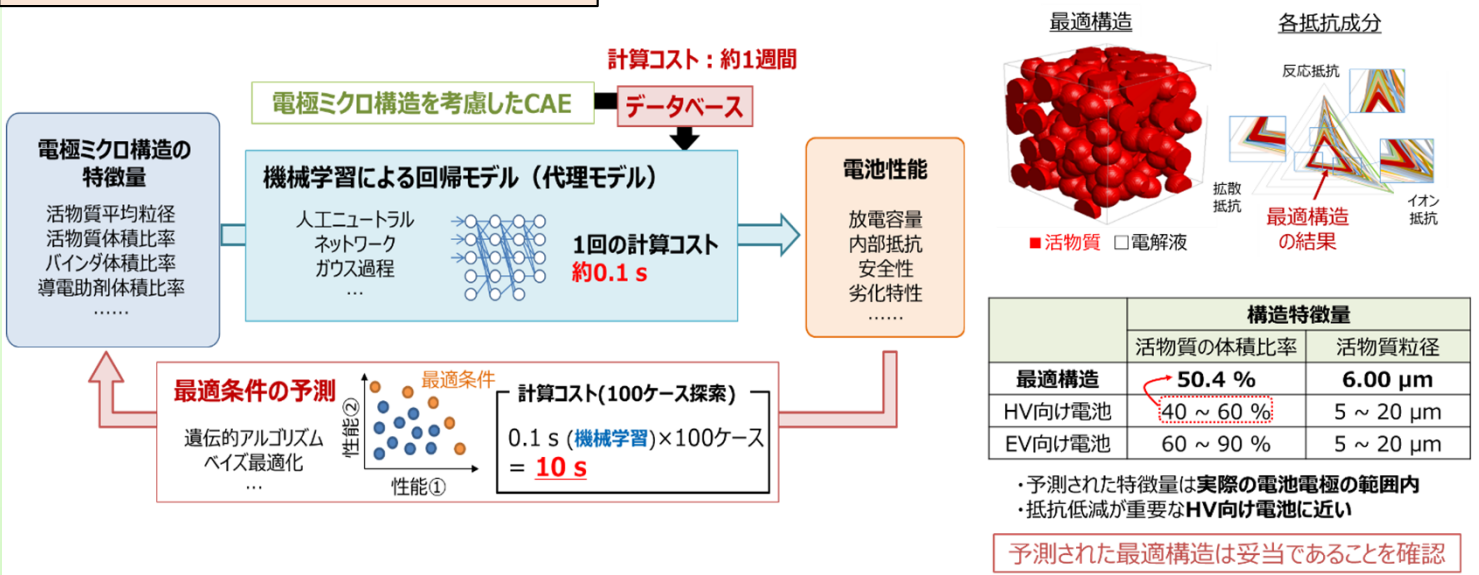 計算コスト：約1週間
電極ミクロ構造を考慮したCAE
データベース
電極ミクロ構造の
特徴量
活物質平均粒径
活物質体積比率
バインダ体積比率
導電助剤体積比率
……
機械学習による回帰モデル（代理モデル）
人工ニュートラル
ネットワーク
ガウス過程
…
1回の計算コスト
約0.1 s
電池性能
放電容量
内部抵抗
安全性
劣化特性
……
最適条件の予測
遺伝的アルゴリズム
ベイズ最適化
…
性能②
最適条件
性能①
計算コスト(100ケース探索)
0.1 s (機械学習)×100ケース
= 10 s
最適構造
■活物質 □電解液
各抵抗成分
反応抵抗
拡散
抵抗
イオン
抵抗
最適構造
の結果
構造特徴量
活物質の体積比率 活物質粒径
最適構造 50.4 % 6.00 μm
HV向け電池 40 ~ 60 % 5 ~ 20 μm
EV向け電池 60 ~ 90 % 5 ~ 20 μm
・予測された特徴量は実際の電池電極の範囲内
・抵抗低減が重要なHV向け電池に近い
予測された最適構造は妥当であることを確認